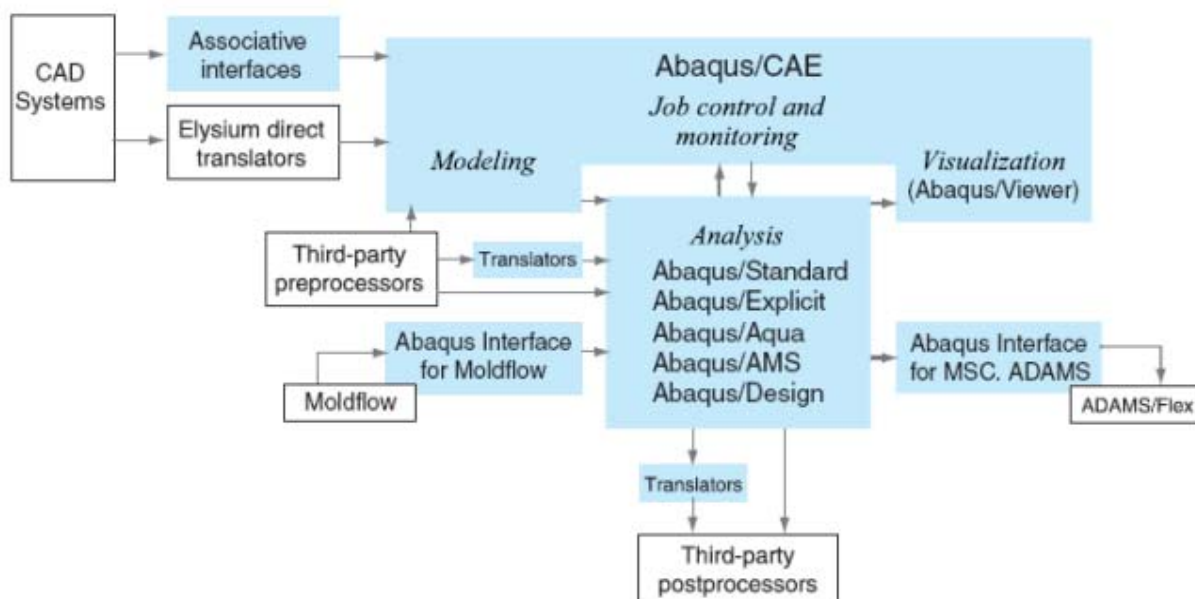 CAD
Systems
Associative
interfaces
Elysium direct
translators
Abaqus/CAE
Job control and
monitoring
Modeling
Visualization
(Abaqus/Viewer)
Third-party
preprocessors
Translators
Analysis
Abaqus/Standard
Abaqus/Explicit
Abaqus/Aqua
Abaqus/AMS
Abaqus/Design
Abaqus Interface
for Moldflow
Moldflow
Abaqus Interface
for MSC. ADAMS
ADAMS/Flex
Translators
Third-party
postprocessors